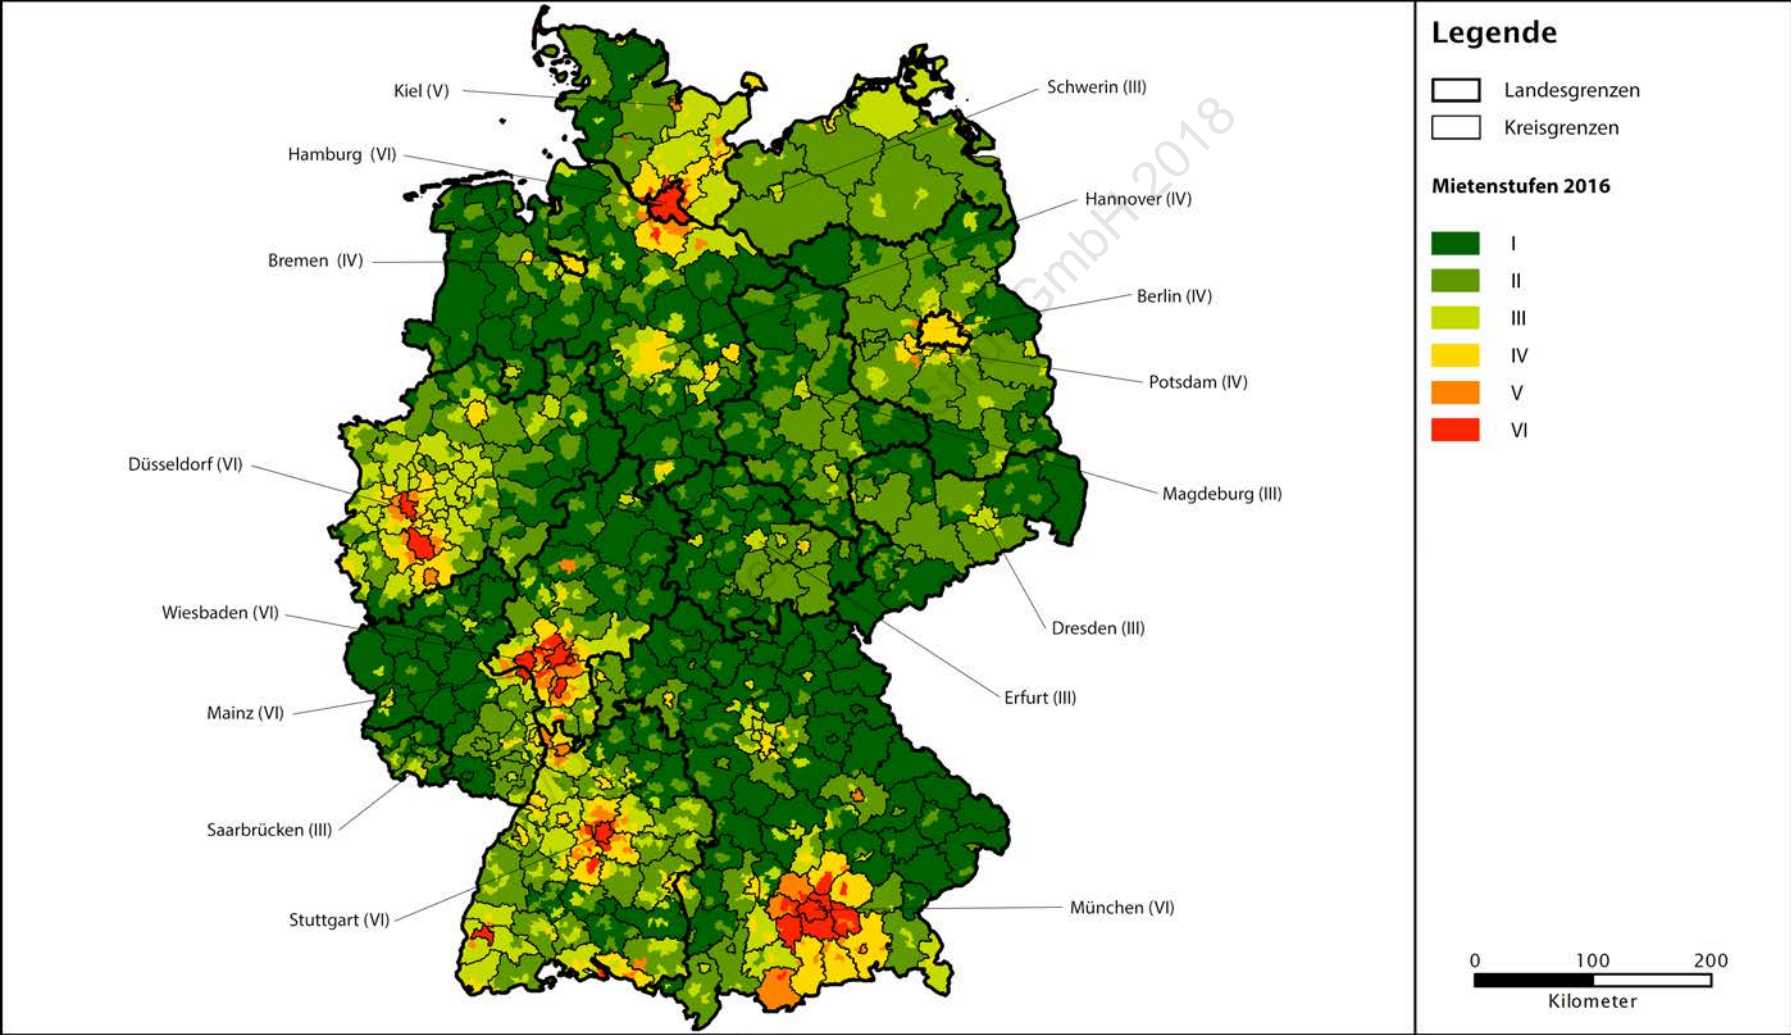 Legende
Landesgrenzen
Kreisgrenzen
Mietenstufen 2016
I
II
III
IV
V
VI
Kiel (V)
Schwerin (III)
Hamburg (VI)
Hannover (IV)
Bremen (IV)
Berlin (IV)
Potsdam (IV)
Düsseldorf (VI)
Magdeburg (III)
Wiesbaden (VI)
Dresden (III)
Erfurt (III)
Mainz (VI)
Saarbrücken (III)
Stuttgart (VI)
München (VI)
GmbH 2018
0 100 200
Kilometer